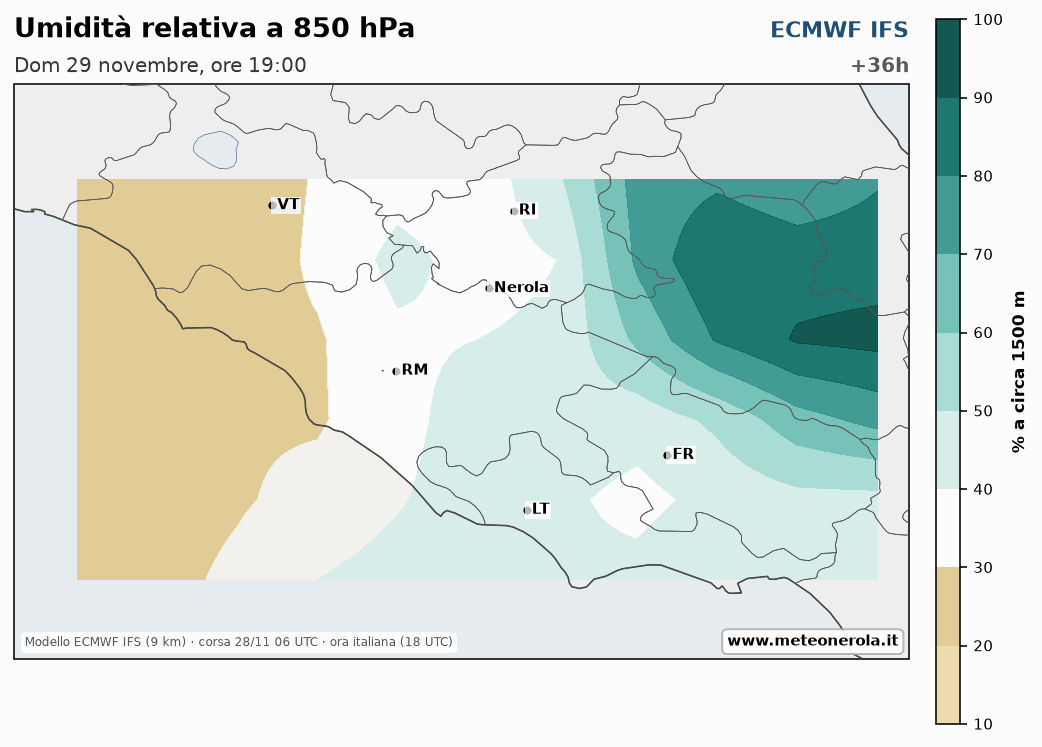 Umidità relativa a 850 hPa
ECMWF IFS
Dom 29 novembre, ore 19:00
+36h
VT
RI
Nerola
RM
FR
LT
Modello ECMWF IFS (9 km) · corsa 28/11 06 UTC · ora italiana (18 UTC)
www.meteonerola.it
100
90
80
70
60
50
40
30
20
10
% a circa 1500 m